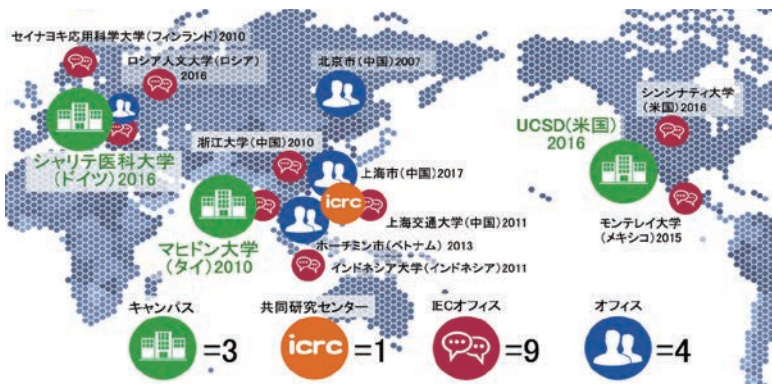 セイナヨキ応用科学大学(フィンランド)2010
ロシア人文大学(ロシア)
2016
北京市(中国)2007
シンシナティ大学
(米国)2016
UCSD(米国)
2016
浙江大学(中国)2010
シャリテ医科大学
(ドイツ)2016
上海市(中国)2017
icrc
上海交通大学(中国)2011
モンテレイ大学
(メキシコ)2015
マヒドン大学
(タイ)2010
ホーチミン市(ベトナム) 2013
インドネシア大学(インドネシア)2011
キャンパス
共同研究センター
IECオフィス
オフィス
=3
icrc
=1
=9
=4